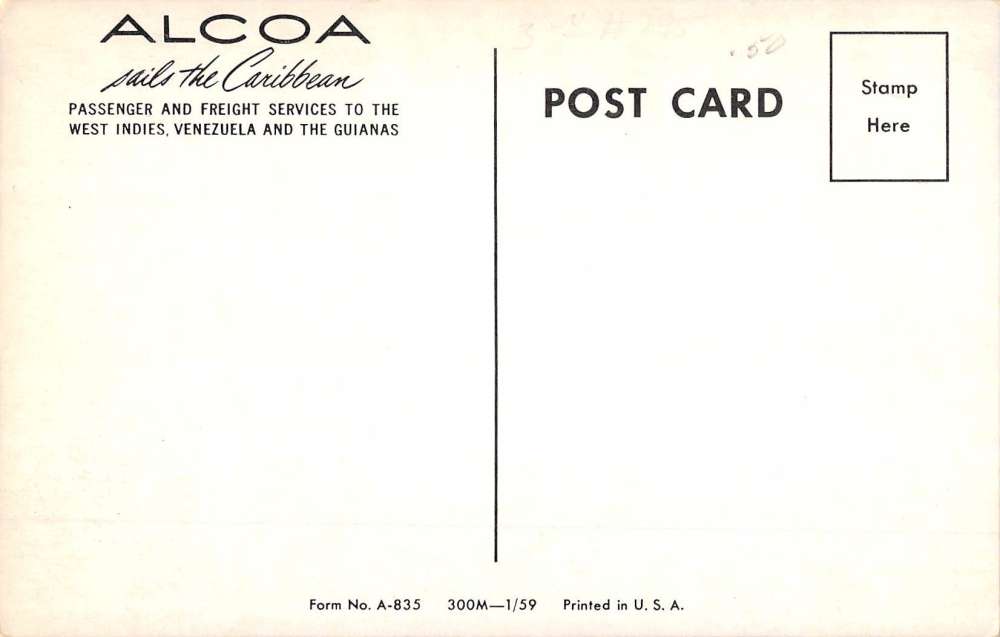 ALCOA
sails the Caribbean
PASSENGER AND FREIGHT SERVICES TO THE
WEST INDIES, VENEZUELA AND THE GUIANAS
POST CARD
.50
Stamp
Here
Form No. A-835 300M—1/59 Printed in U. S. A.